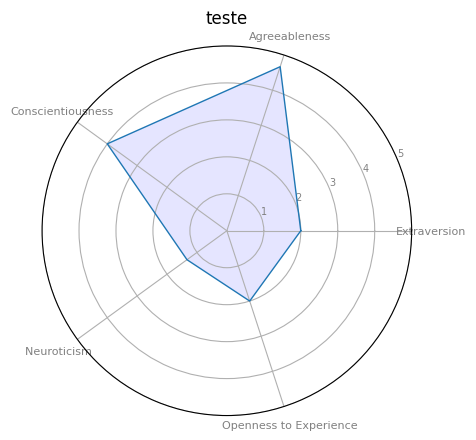 teste
Agreeableness
Conscientiousness
5
4
3
2
1
Extraversion
Neuroticism
Openness to Experience